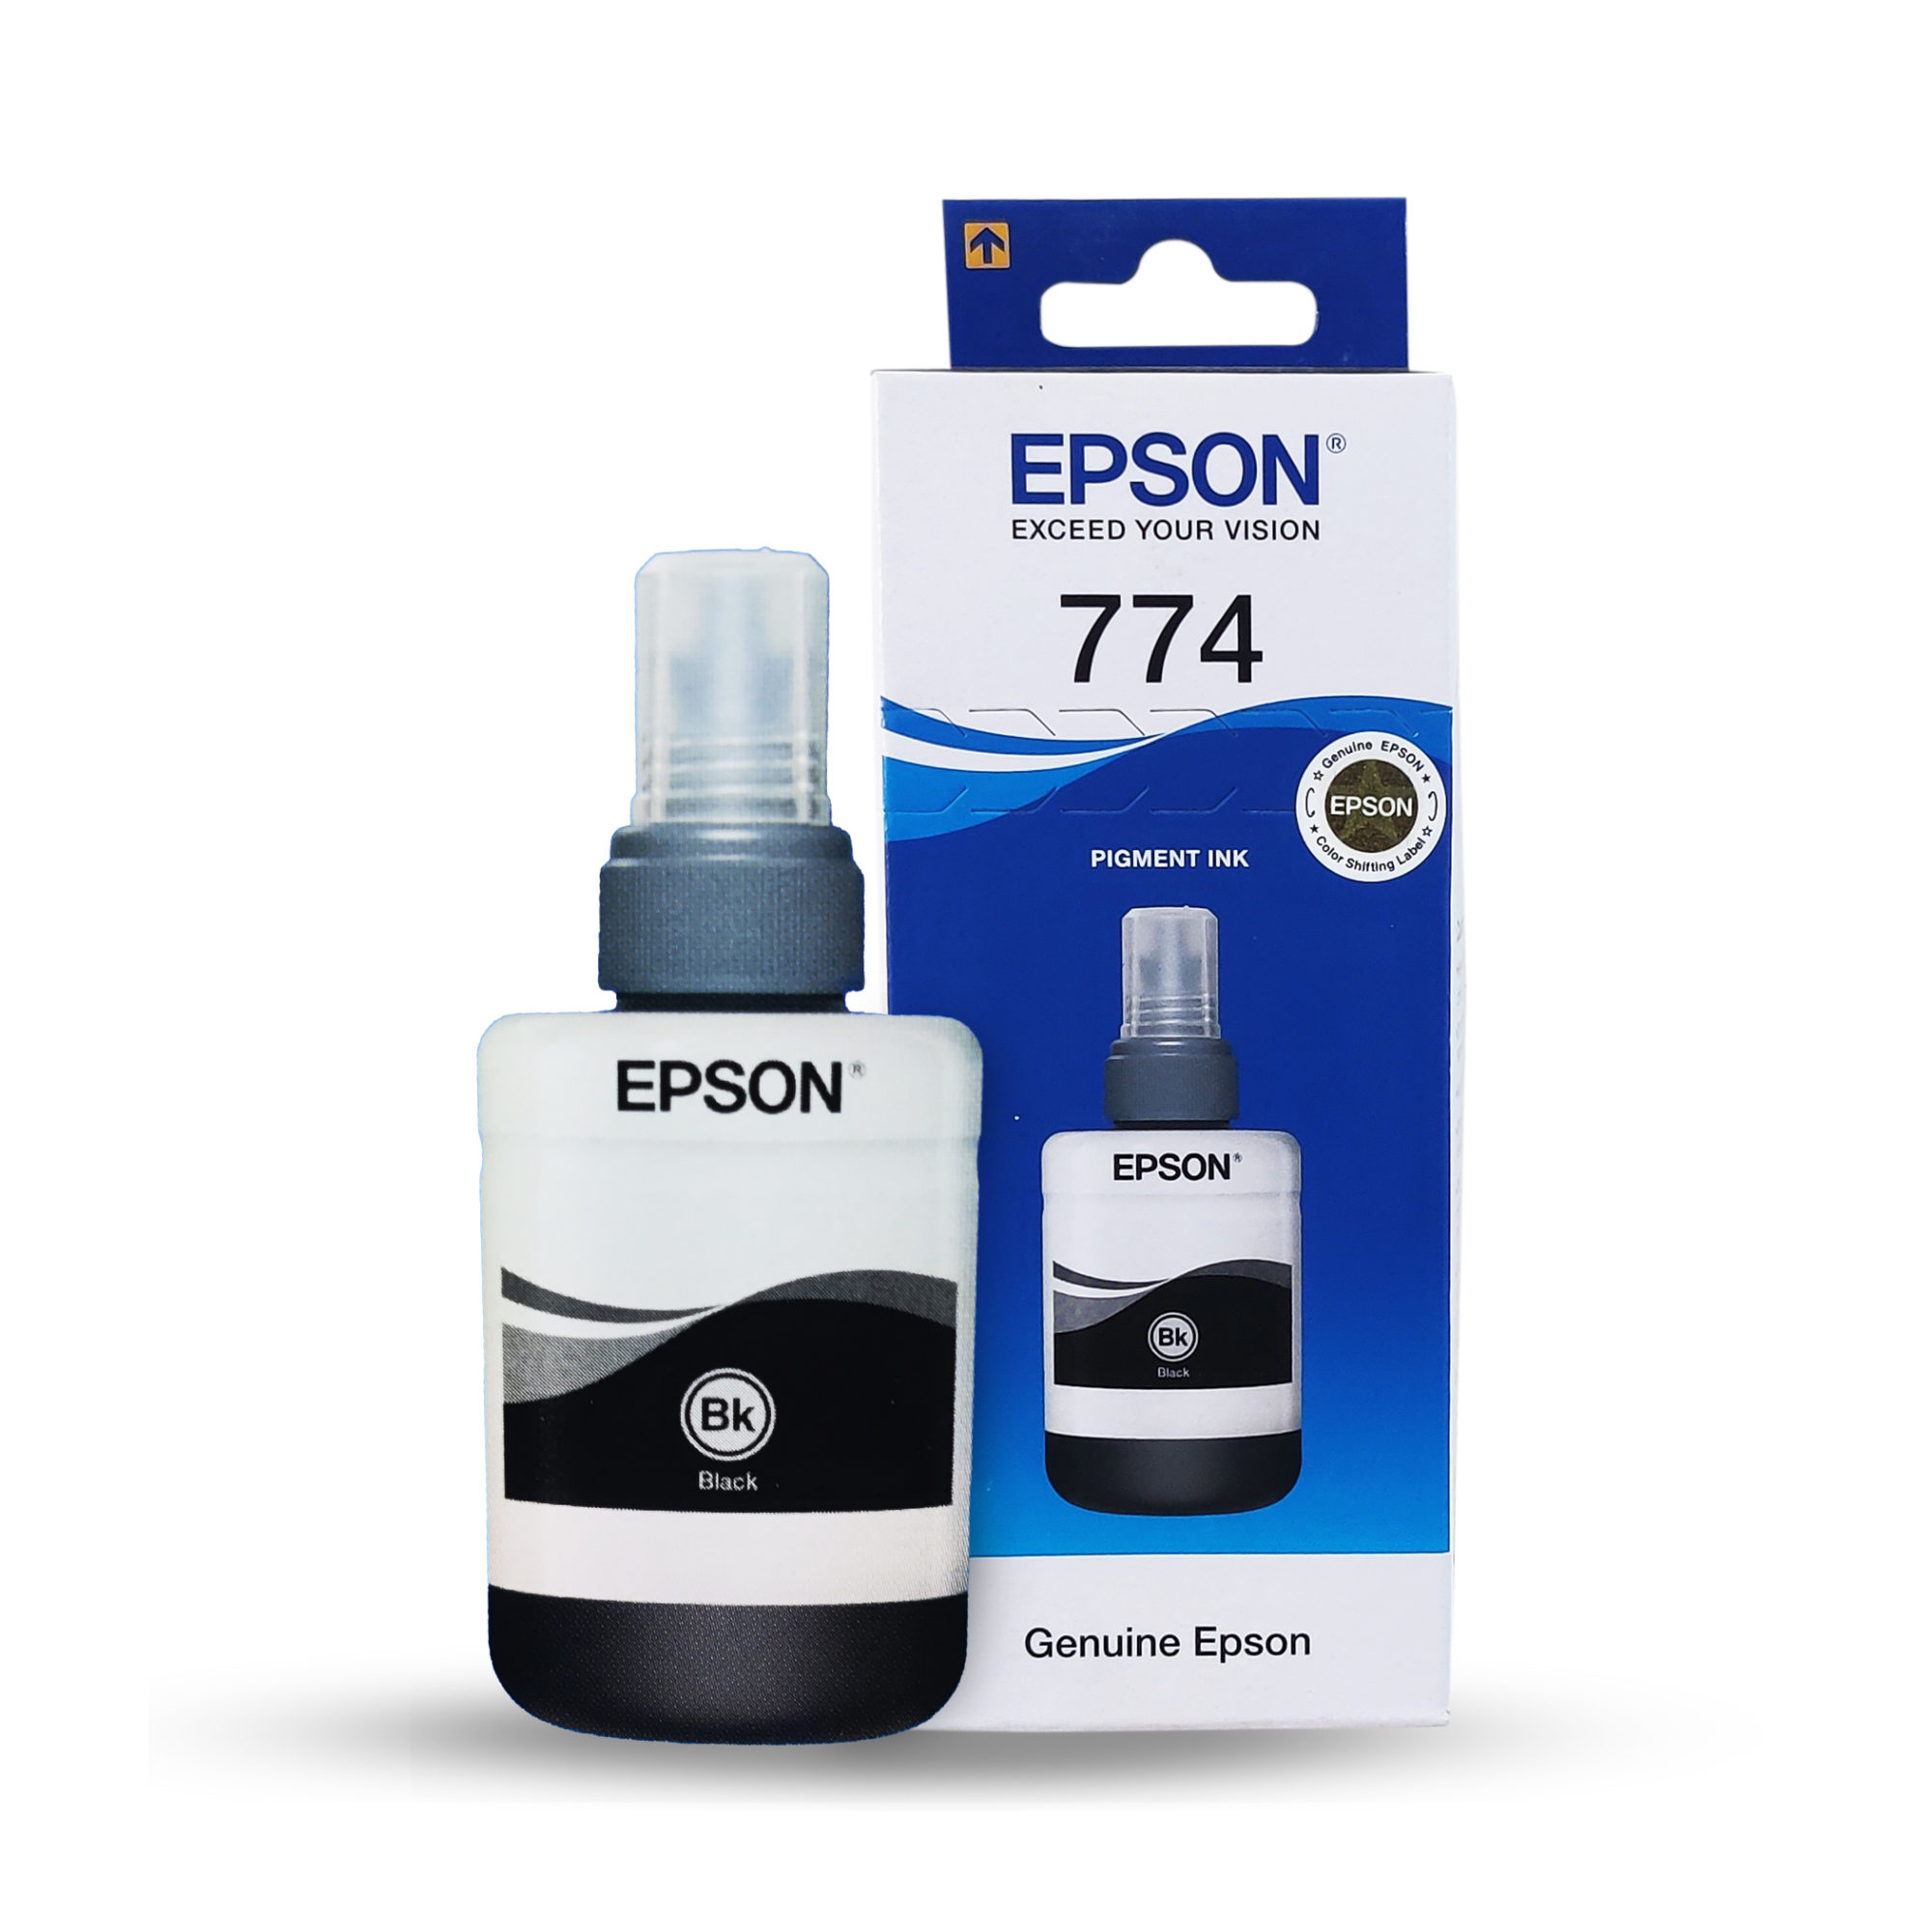 EPSON®
EXCEED YOUR VISION
774
Genuine EPSON
EPSON
Color Shifting Label
PIGMENT INK
EPSON®
Bk
Black
Genuine Epson
EPSON®
Bk
Black